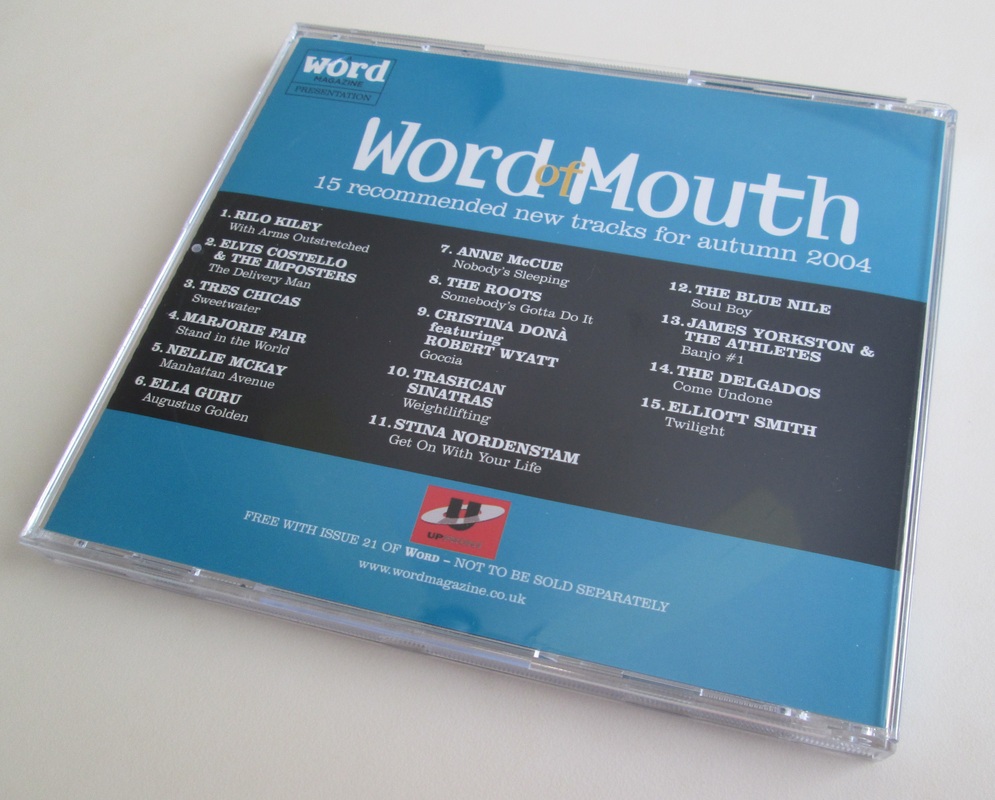 word
MAGAZINE
PRESENTATION
Word of Mouth
15 recommended new tracks for autumn 2004
1. RILO KILEY
With Arms Outstretched
2. ELVIS COSTELLO
& THE IMPOSTERS
The Delivery Man
3. TRES CHICAS
Sweetwater
4. MARJORIE FAIR
Stand in the World
5. NELLIE MCKAY
Manhattan Avenue
6. ELLA GURU
Augustus Golden
7. ANNE McCUE
Nobody's Sleeping
8. THE ROOTS
Somebody's Gotta Do It
9. CRISTINA DONÀ
featuring
ROBERT WYATT
Goccia
10. TRASHCAN
SINATRAS
Weightlifting
11. STINA NORDENSTAM
Get On With Your Life
12. THE BLUE NILE
Soul Boy
13. JAMES YORKSTON &
THE ATHLETES
Banjo #1
14. THE DELGADOS
Come Undone
15. ELLIOTT SMITH
Twilight
U
UP
FREE WITH ISSUE 21 OF WORD – NOT TO BE SOLD SEPARATELY
www.wordmagazine.co.uk